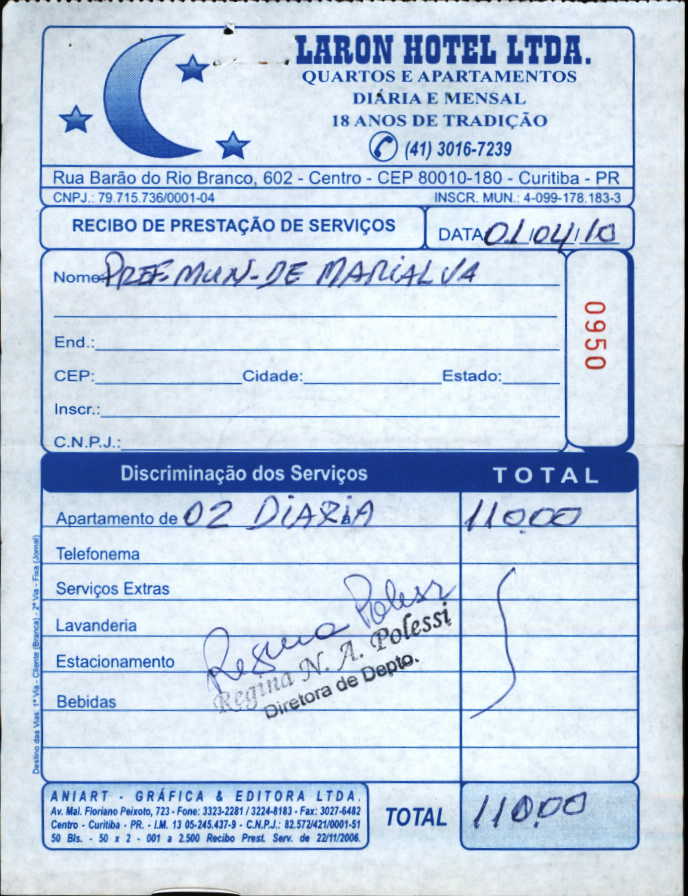 LARON HOTEL LTDA.
QUARTOS E APARTAMENTOS
DIÁRIA E MENSAL
18 ANOS DE TRADIÇÃO
(41) 3016-7239
Rua Barão do Rio Branco, 602 - Centro - CEP 80010-180 - Curitiba - PR
CNPJ.: 79.715.736/0001-04 INSCR. MUN.: 4-099-178.183-3
RECIBO DE PRESTAÇÃO DE SERVIÇOS DATA 01/04/10
Nome: PREF. MUN- DE MARIALVA
0950
End.:
CEP: Cidade: Estado:
Inscr.:
C.N.P.J.:
Discriminação dos Serviços TOTAL
Apartamento de 02 DIARIA 110,00
Telefonema
Serviços Extras
Lavanderia
Estacionamento
Bebidas
Regina Polessi
Regina N. A. Polessi
Diretora de Depto.
Destino das Vias: 1ª Via - Cliente (Branca) - 2ª Via - Fixa (Jornal)
ANIART - GRÁFICA & EDITORA LTDA.
Av. Mal. Floriano Peixoto, 723 - Fone: 3323-2281 / 3224-8183 - Fax: 3027-6482
Centro - Curitiba - PR. - I.M. 13 05-245.437-9 - C.N.P.J.: 82.572/421/0001-51
50 Bls. - 50 x 2 - 001 a 2.500 Recibo Prest. Serv. de 22/11/2006.
TOTAL 110,00